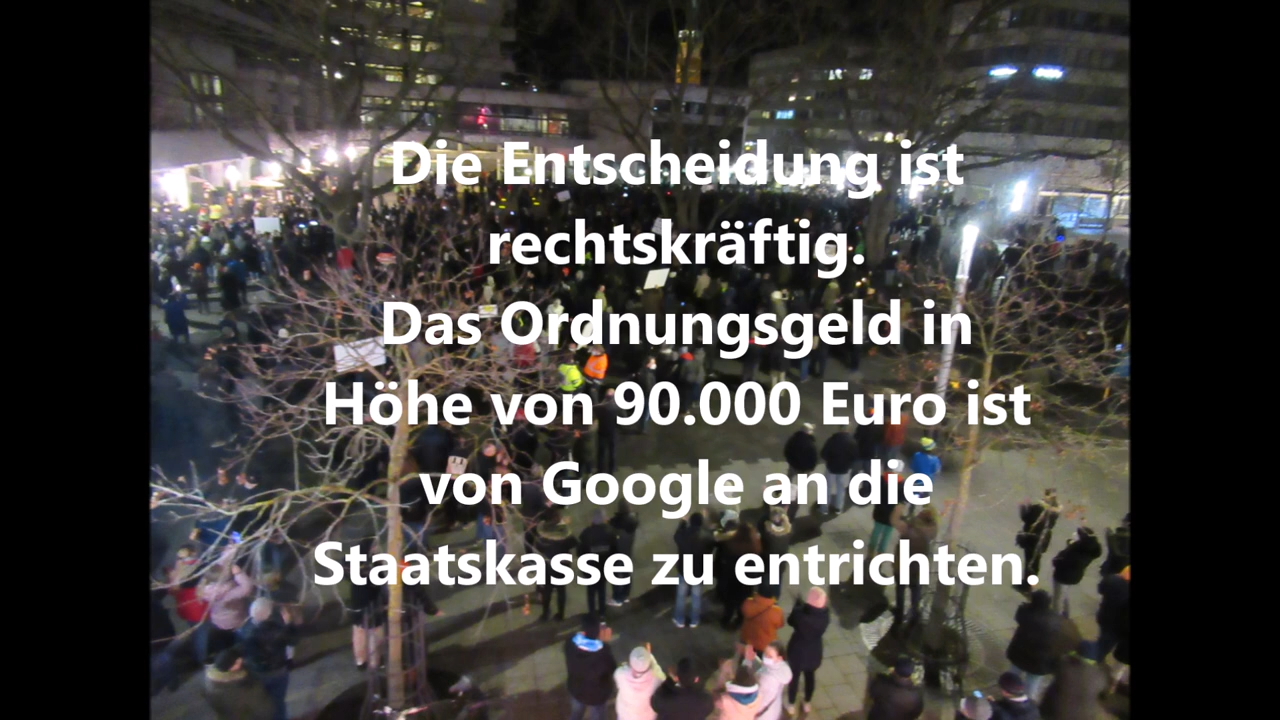 Die Entscheidung ist
rechtskräftig.
Das Ordnungsgeld in
Höhe von 90.000 Euro ist
von Google an die
Staatskasse zu entrichten.